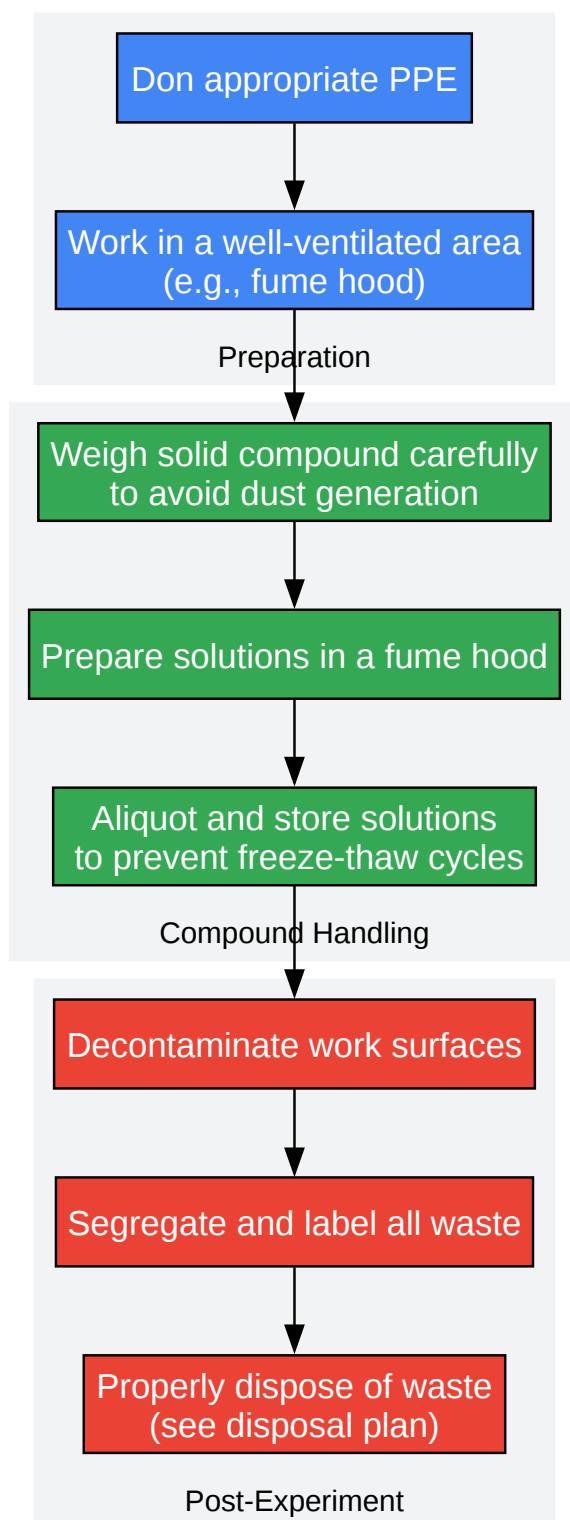 Don appropriate PPE
Work in a well-ventilated area
(e.g., fume hood)
Preparation
Weigh solid compound carefully
to avoid dust generation
Prepare solutions in a fume hood
Aliquot and store solutions
to prevent freeze-thaw cycles
Compound Handling
Decontaminate work surfaces
Segregate and label all waste
Properly dispose of waste
(see disposal plan)
Post-Experiment